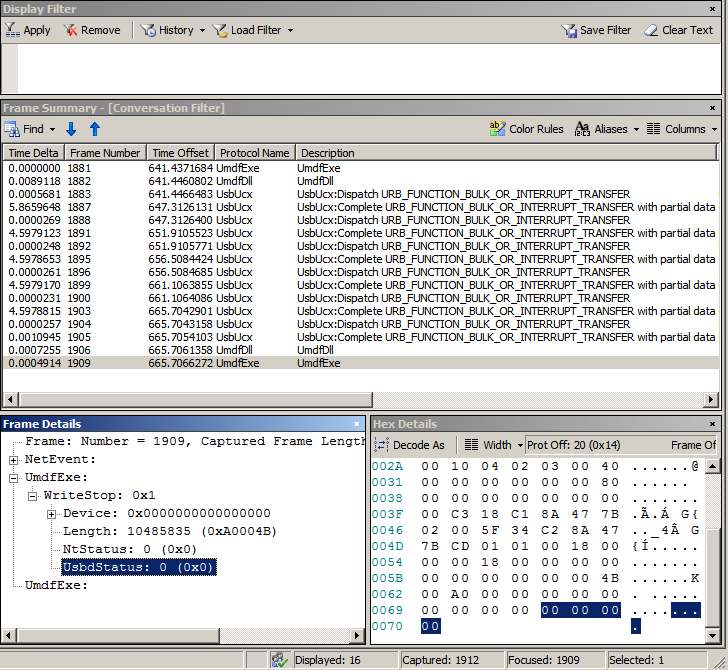 Display Filter
Apply Remove History Load Filter Save Filter Clear Text
Frame Summary - [Conversation Filter]
Find Color Rules Aliases Columns
Time Delta Frame Number Time Offset Protocol Name Description
0.0000000 1881 641.4371684 UmdfExe UmdfExe
0.0089118 1882 641.4460802 UmdfDll UmdfDll
0.0005681 1883 641.4466483 UsbUcx UsbUcx:Dispatch URB_FUNCTION_BULK_OR_INTERRUPT_TRANSFER
5.8659648 1887 647.3126131 UsbUcx UsbUcx:Complete URB_FUNCTION_BULK_OR_INTERRUPT_TRANSFER with partial data
0.0000269 1888 647.3126400 UsbUcx UsbUcx:Dispatch URB_FUNCTION_BULK_OR_INTERRUPT_TRANSFER
4.5979123 1891 651.9105523 UsbUcx UsbUcx:Complete URB_FUNCTION_BULK_OR_INTERRUPT_TRANSFER with partial data
0.0000248 1892 651.9105771 UsbUcx UsbUcx:Dispatch URB_FUNCTION_BULK_OR_INTERRUPT_TRANSFER
4.5978653 1895 656.5084424 UsbUcx UsbUcx:Complete URB_FUNCTION_BULK_OR_INTERRUPT_TRANSFER with partial data
0.0000261 1896 656.5084685 UsbUcx UsbUcx:Dispatch URB_FUNCTION_BULK_OR_INTERRUPT_TRANSFER
4.5979170 1899 661.1063855 UsbUcx UsbUcx:Complete URB_FUNCTION_BULK_OR_INTERRUPT_TRANSFER with partial data
0.0000231 1900 661.1064086 UsbUcx UsbUcx:Dispatch URB_FUNCTION_BULK_OR_INTERRUPT_TRANSFER
4.5978815 1903 665.7042901 UsbUcx UsbUcx:Complete URB_FUNCTION_BULK_OR_INTERRUPT_TRANSFER with partial data
0.0000257 1904 665.7043158 UsbUcx UsbUcx:Dispatch URB_FUNCTION_BULK_OR_INTERRUPT_TRANSFER
0.0010945 1905 665.7054103 UsbUcx UsbUcx:Complete URB_FUNCTION_BULK_OR_INTERRUPT_TRANSFER with partial data
0.0007255 1906 665.7061358 UmdfDll UmdfDll
0.0004914 1909 665.7066272 UmdfExe UmdfExe
Frame Details
Frame: Number = 1909, Captured Frame Length
NetEvent:
UmdfExe:
WriteStop: 0x1
Device: 0x0000000000000000
Length: 10485835 (0xA0004B)
NtStatus: 0 (0x0)
UsbdStatus: 0 (0x0)
UmdfExe:
Hex Details
Decode As Width Prot Off: 20 (0x14) Frame Of
002A 00 10 04 02 03 00 40 ......@
0031 00 00 00 00 00 80 ......
0038 00 00 00 00 00 00 00 .......
003F 00 C3 18 C1 8A 47 7B .Ã.Á G{
0046 02 00 5F 34 C2 8A 47 .._4Â G
004D 7B CD 01 01 00 18 00 {Í.....
0054 00 00 18 00 00 00 00 .......
005B 00 00 00 00 00 00 4B ......K
0062 00 A0 00 00 00 00 00 . .....
0069 00 00 00 00 00 00 00 .......
0070 00 .
Displayed: 16 Captured: 1912 Focused: 1909 Selected: 1